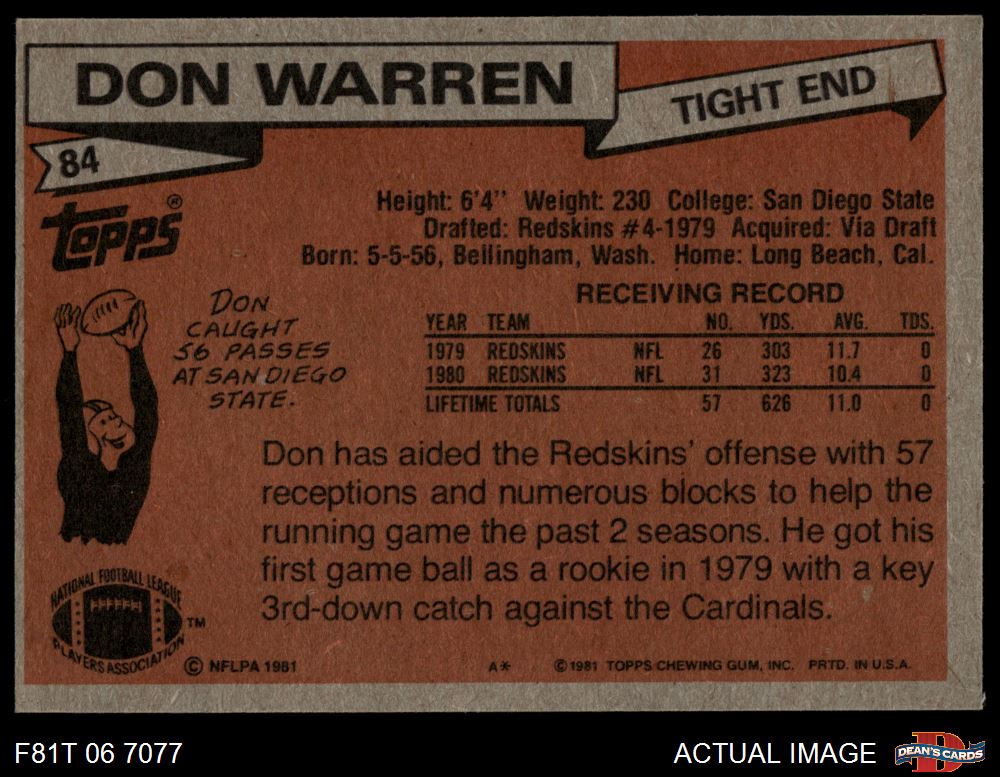 DON WARREN
TIGHT END
84
TOPPS®
Height: 6'4" Weight: 230 College: San Diego State
Drafted: Redskins #4-1979 Acquired: Via Draft
Born: 5-5-56, Bellingham, Wash. Home: Long Beach, Cal.
DON
CAUGHT
56 PASSES
AT SAN DIEGO
STATE.
RECEIVING RECORD
YEAR TEAM NO. YDS. AVG. TDS.
1979 REDSKINS NFL 26 303 11.7 0
1980 REDSKINS NFL 31 323 10.4 0
LIFETIME TOTALS 57 626 11.0 0
Don has aided the Redskins' offense with 57
receptions and numerous blocks to help the
running game the past 2 seasons. He got his
first game ball as a rookie in 1979 with a key
3rd-down catch against the Cardinals.
NATIONAL FOOTBALL LEAGUE
PLAYERS ASSOCIATION
TM
© NFLPA 1981
A*
© 1981 TOPPS CHEWING GUM, INC. PRTD. IN U.S.A.
F81T 06 7077
ACTUAL IMAGE
D
DEAN'S CARDS